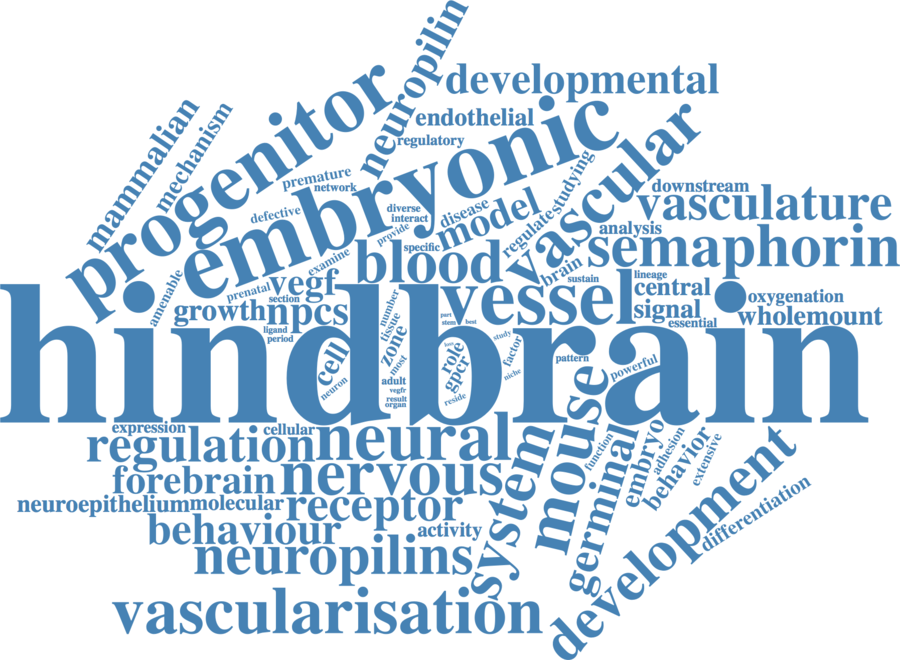 neuropilin
developmental
mammalian
mechanism
progenitor
endothelial
regulatory
embryonic
vascular
premature
network
studying
downstream
defective
diverse
interact
provide
disease
model
regulate
vasculature
analysis
semaphorin
specific
blood
brain
examine
amenable
prenatal
vegf
section
sustain
lineage
central
growth
npcs
number
tissue
vessel
signal
essential
oxygenation
wholemount
ligand
period
part
stem
best
hindbrain
cell
neuron
zone
most
adult
vegfr
result
organ
loss
role
gpcr
reside
study
factor
niche
pattern
powerful
expression
cellular
regulation
neural
mouse
function
germinal
embryo
adhesion
behavior
extensive
forebrain
nervous
system
neuroepithelium
molecular
receptor
development
differentiation
behaviour
activity
neuropilins
vascularisation